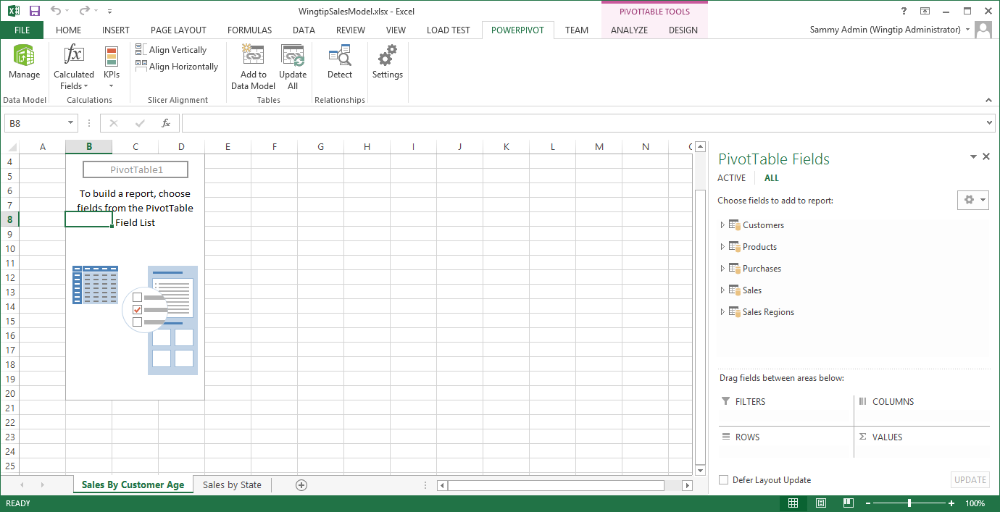 WingtipSalesModel.xlsx - Excel
PIVOTTABLE TOOLS
?
FILE HOME INSERT PAGE LAYOUT FORMULAS DATA REVIEW VIEW LOAD TEST POWERPIVOT TEAM ANALYZE DESIGN
Sammy Admin (Wingtip Administrator)
Manage
Data Model
fx
Calculated
Fields
KPIs
Calculations
Align Vertically
Align Horizontally
Slicer Alignment
Add to
Data Model
Update
All
Tables
Detect
Relationships
Settings
B8
fx
A B C D E F G H I J K L M N
4
5
6
7
8
9
10
11
12
13
14
15
16
17
18
19
20
21
22
23
24
25
PivotTable1
To build a report, choose
fields from the PivotTable
Field List
PivotTable Fields
ACTIVE ALL
Choose fields to add to report:
Customers
Products
Purchases
Sales
Sales Regions
Drag fields between areas below:
FILTERS
COLUMNS
ROWS
Σ VALUES
Defer Layout Update
UPDATE
Sales By Customer Age
Sales by State
READY
100%